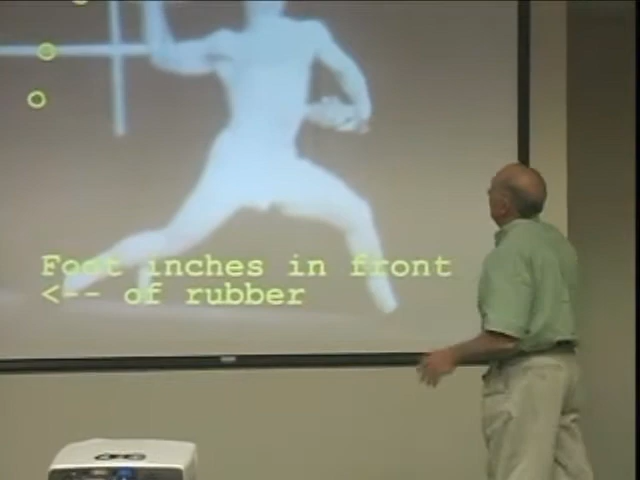 Foot inches in front
<-- of rubber